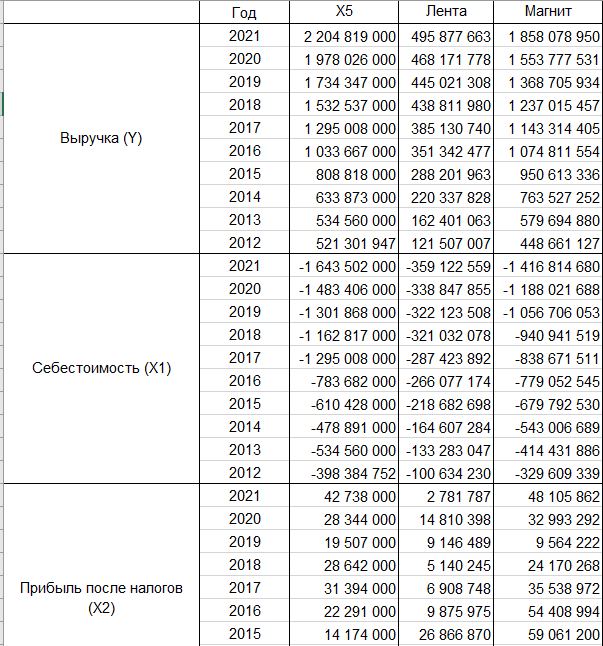 Год X5 Лента Магнит
2021 2 204 819 000 495 877 663 1 858 078 950
2020 1 978 026 000 468 171 778 1 553 777 531
2019 1 734 347 000 445 021 308 1 368 705 934
2018 1 532 537 000 438 811 980 1 237 015 457
2017 1 295 008 000 385 130 740 1 143 314 405
Выручка (Y)
2016 1 033 667 000 351 342 477 1 074 811 554
2015 808 818 000 288 201 963 950 613 336
2014 633 873 000 220 337 828 763 527 252
2013 534 560 000 162 401 063 579 694 880
2012 521 301 947 121 507 007 448 661 127
2021 -1 643 502 000 -359 122 559 -1 416 814 680
2020 -1 483 406 000 -338 847 855 -1 188 021 688
2019 -1 301 868 000 -322 123 508 -1 056 706 053
2018 -1 162 817 000 -321 032 078 -940 941 519
2017 -1 295 008 000 -287 423 892 -838 671 511
Себестоимость (X1)
2016 -783 682 000 -266 077 174 -779 052 545
2015 -610 428 000 -218 682 698 -679 792 530
2014 -478 891 000 -164 607 284 -543 006 689
2013 -534 560 000 -133 283 047 -414 431 886
2012 -398 384 752 -100 634 230 -329 609 339
2021 42 738 000 2 781 787 48 105 862
2020 28 344 000 14 810 398 32 993 292
2019 19 507 000 9 146 489 9 564 222
2018 28 642 000 5 140 245 24 170 268
Прибыль после налогов
(X2)
2017 31 394 000 6 908 748 35 538 972
2016 22 291 000 9 875 975 54 408 994
2015 14 174 000 26 866 870 59 061 200